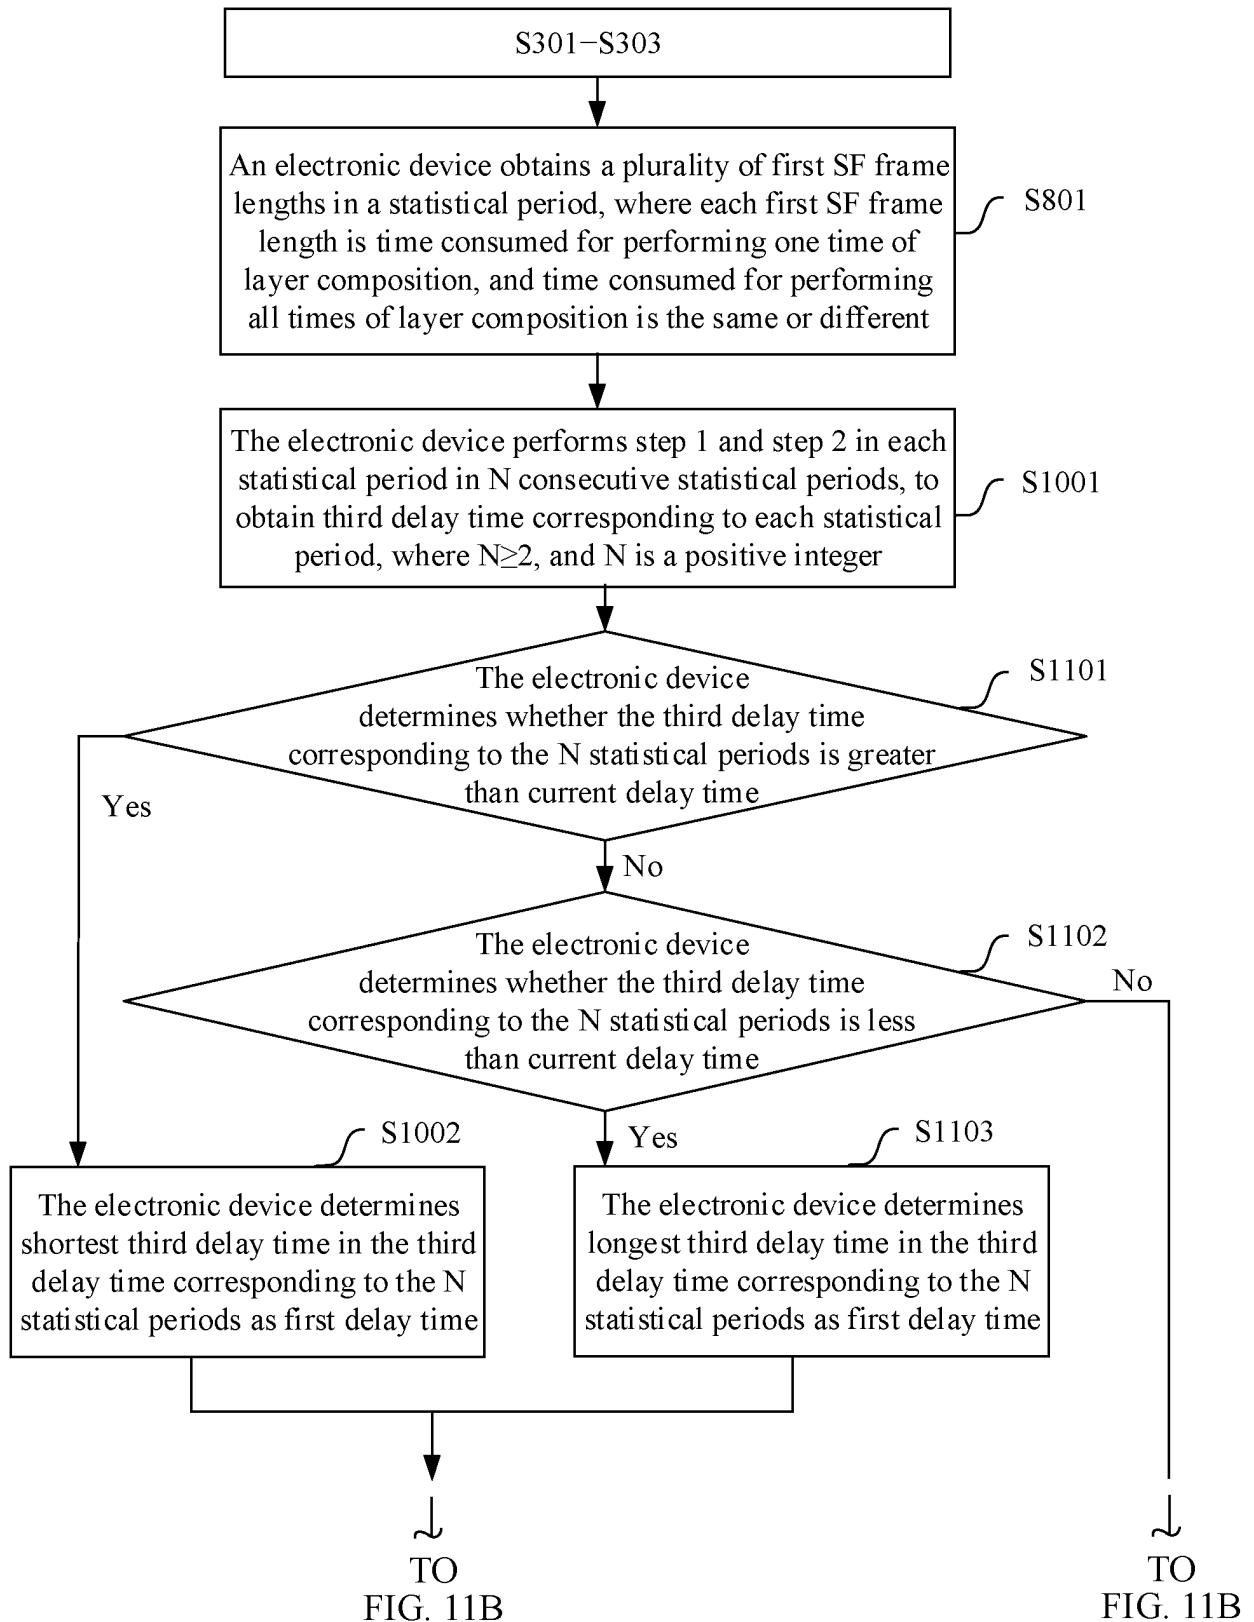 S301−S303
An electronic device obtains a plurality of first SF frame
lengths in a statistical period, where each first SF frame
length is time consumed for performing one time of
layer composition, and time consumed for performing
all times of layer composition is the same or different
S801
The electronic device performs step 1 and step 2 in each
statistical period in N consecutive statistical periods, to
obtain third delay time corresponding to each statistical
period, where N≥2, and N is a positive integer
S1001
The electronic device
determines whether the third delay time
corresponding to the N statistical periods is greater
than current delay time
S1101
Yes
No
The electronic device
determines whether the third delay time
corresponding to the N statistical periods is less
than current delay time
S1102
No
Yes
S1002
The electronic device determines
shortest third delay time in the third
delay time corresponding to the N
statistical periods as first delay time
S1103
The electronic device determines
longest third delay time in the third
delay time corresponding to the N
statistical periods as first delay time
TO
FIG. 11B
TO
FIG. 11B